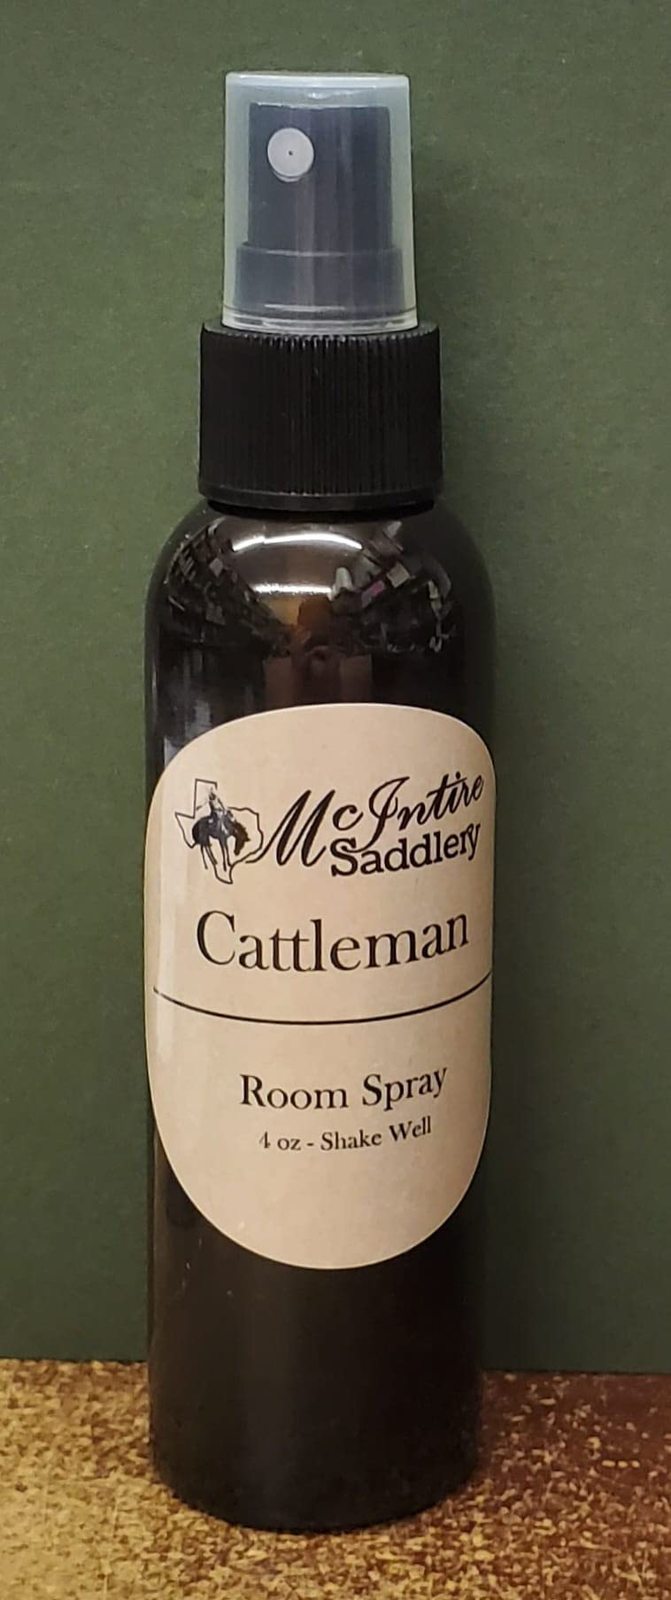 McIntire
Saddlery
Cattleman
Room Spray
4 oz - Shake Well